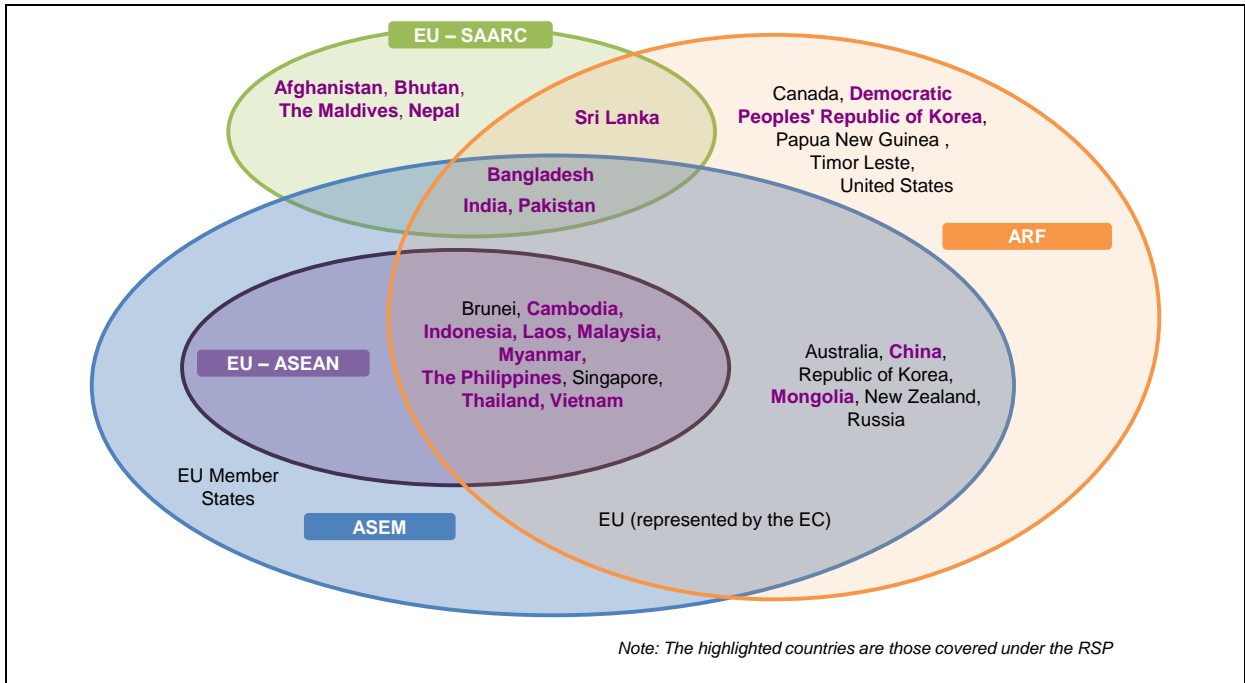 EU – SAARC
Afghanistan, Bhutan,
The Maldives, Nepal
Sri Lanka
Canada, Democratic
Peoples' Republic of Korea,
Papua New Guinea ,
Timor Leste,
United States
Bangladesh
India, Pakistan
ARF
Brunei, Cambodia,
Indonesia, Laos, Malaysia,
Myanmar,
The Philippines, Singapore,
Thailand, Vietnam
EU – ASEAN
Australia, China,
Republic of Korea,
Mongolia, New Zealand,
Russia
EU Member
States
ASEM
EU (represented by the EC)
Note: The highlighted countries are those covered under the RSP